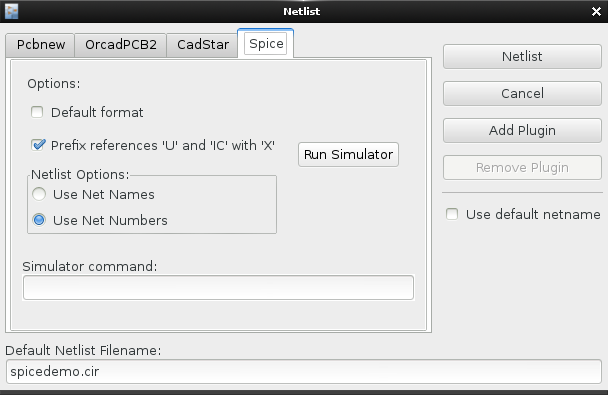 Netlist
Pcbnew OrcadPCB2 CadStar Spice
Netlist
Options:
Cancel
Default format
Add Plugin
Prefix references 'U' and 'IC' with 'X'
Run Simulator
Remove Plugin
Netlist Options:
Use Net Names
Use default netname
Use Net Numbers
Simulator command:
Default Netlist Filename:
spicedemo.cir